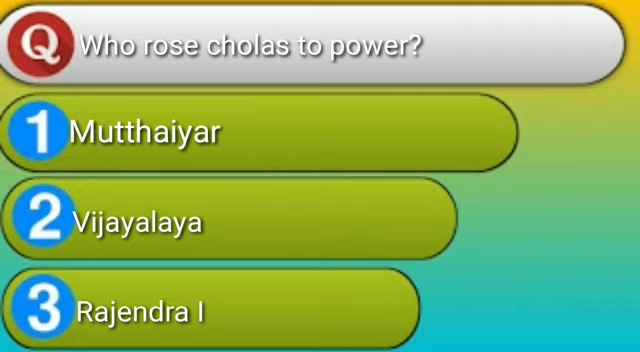 Q Who rose cholas to power?
1 Mutthaiyar
2 Vijayalaya
3 Rajendra I